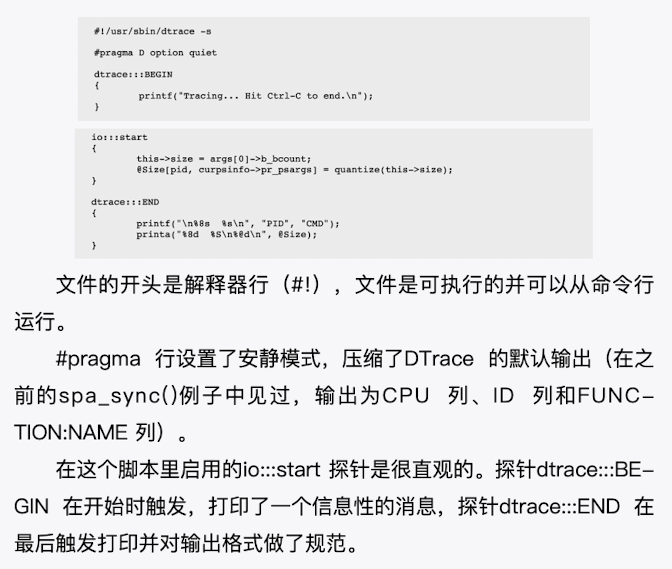 #!/usr/sbin/dtrace -s
#pragma D option quiet
dtrace:::BEGIN
{
        printf("Tracing... Hit Ctrl-C to end.\n");
}
io:::start
{
        this->size = args[0]->b_bcount;
        @Size[pid, curpsinfo->pr_psargs] = quantize(this->size);
}
dtrace:::END
{
        printf("\n%8s  %s\n", "PID", "CMD");
        printa("%8d  %S\n%@d\n", @Size);
}
文件的开头是解释器行（#!），文件是可执行的并可以从命令行
运行。
#pragma 行设置了安静模式，压缩了DTrace 的默认输出（在之
前的spa_sync()例子中见过，输出为CPU 列、ID 列和FUNC-
TION:NAME 列）。
在这个脚本里启用的io:::start 探针是很直观的。探针dtrace:::BE-
GIN 在开始时触发，打印了一个信息性的消息，探针dtrace:::END 在
最后触发打印并对输出格式做了规范。